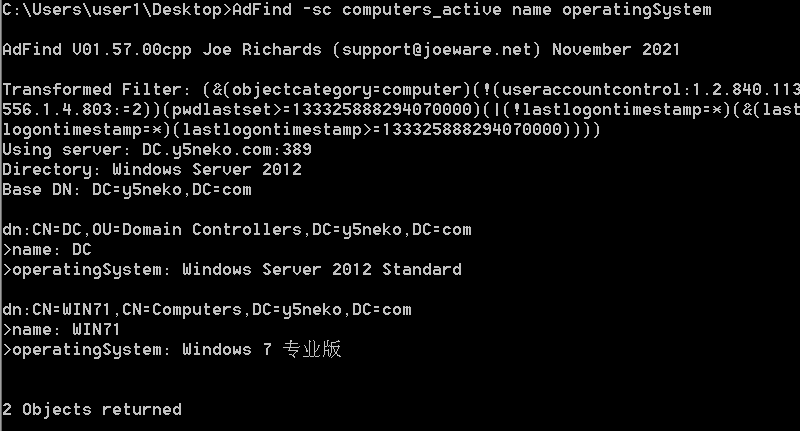 C:\Users\user1\Desktop>AdFind -sc computers_active name operatingSystem
AdFind V01.57.00cpp Joe Richards (support@joeware.net) November 2021
Transformed Filter: (&(objectcategory=computer)(!(useraccountcontrol:1.2.840.113
556.1.4.803:=2))(pwdlastset>=133325888294070000)(|(!lastlogontimestamp=*)(&(last
logontimestamp=*)(lastlogontimestamp>=133325888294070000))))
Using server: DC.y5neko.com:389
Directory: Windows Server 2012
Base DN: DC=y5neko,DC=com
dn:CN=DC,OU=Domain Controllers,DC=y5neko,DC=com
>name: DC
>operatingSystem: Windows Server 2012 Standard
dn:CN=WIN71,CN=Computers,DC=y5neko,DC=com
>name: WIN71
>operatingSystem: Windows 7 专业版
2 Objects returned